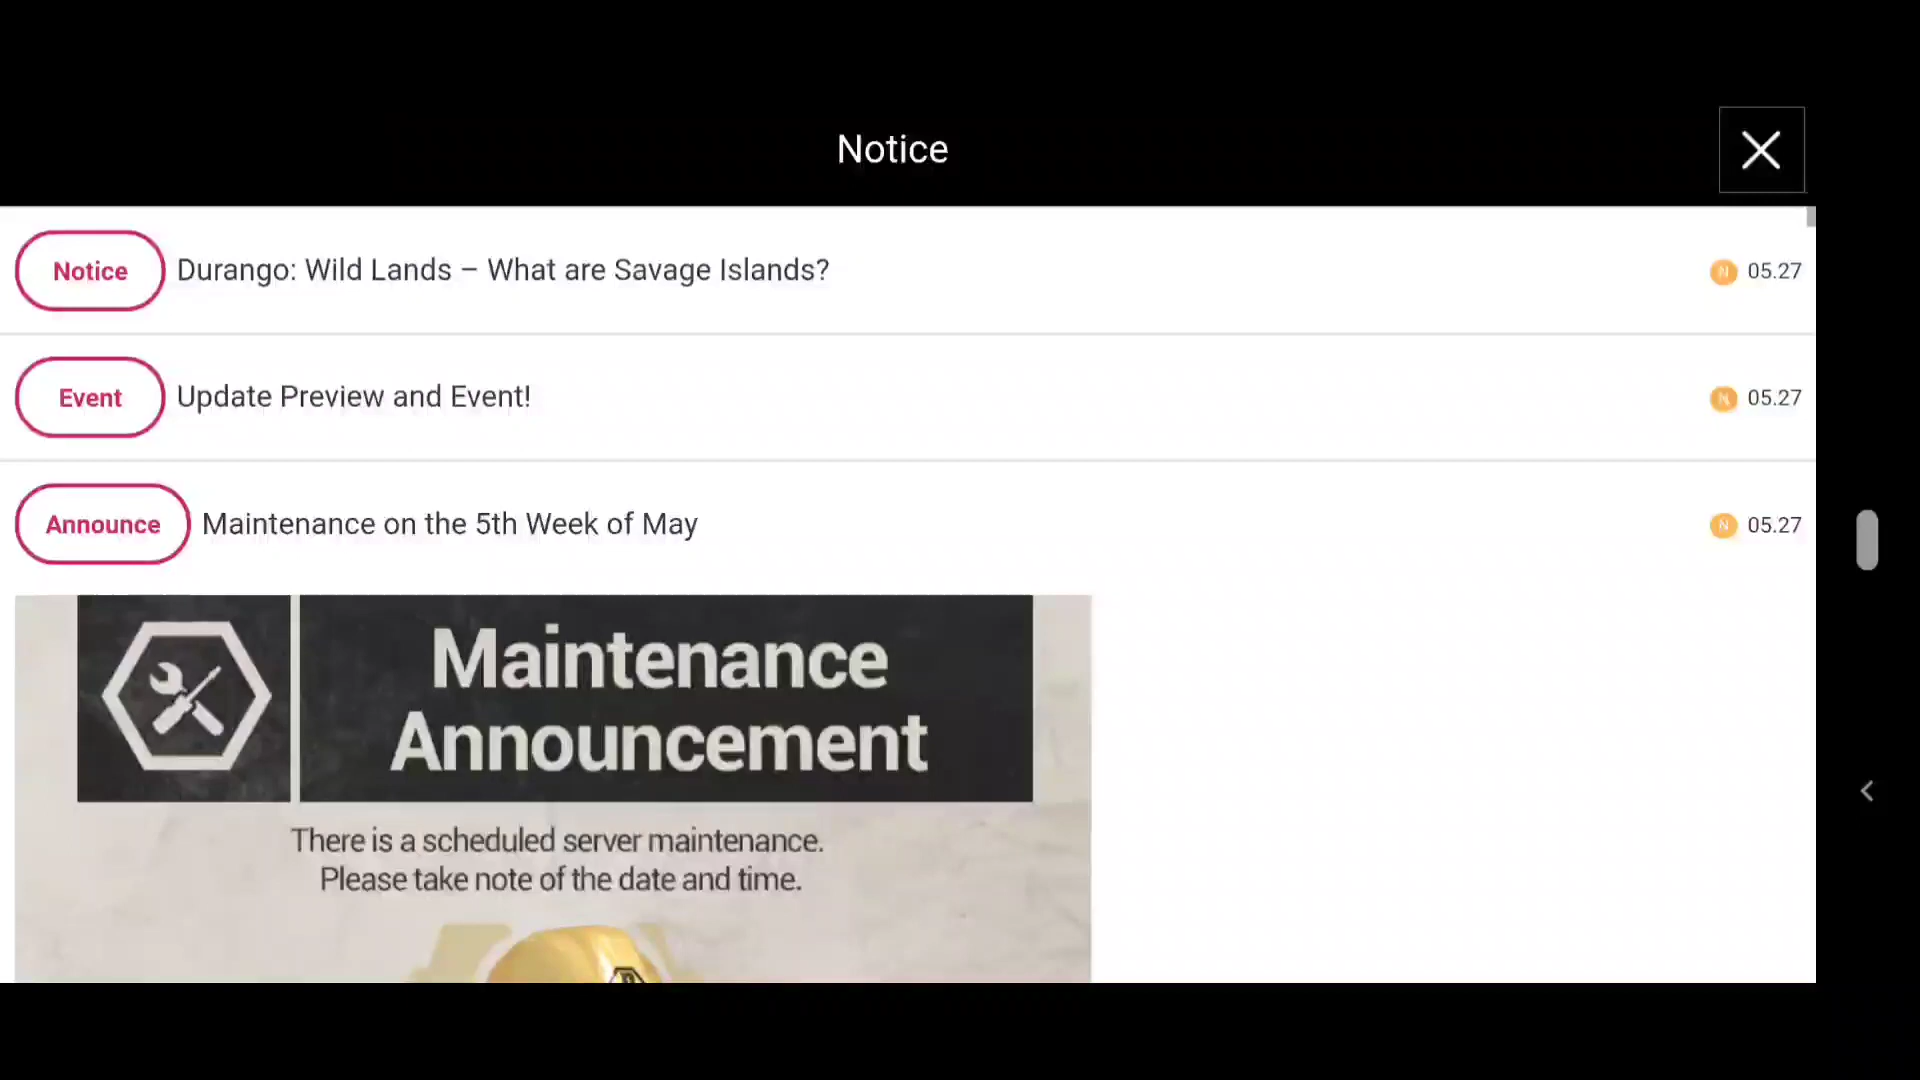 Notice
Notice Durango: Wild Lands – What are Savage Islands? N 05.27
Event Update Preview and Event! N 05.27
Announce Maintenance on the 5th Week of May N 05.27
Maintenance
Announcement
There is a scheduled server maintenance.
Please take note of the date and time.